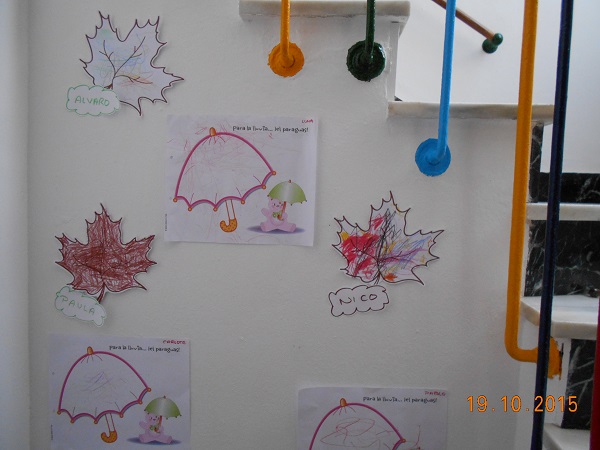 ALVARO
LUNA
para la lluvia... ¡mi paraguas!
PAULA
NICO
para la lluvia... ¡mi paraguas!
para la lluvia... ¡mi paraguas!
19.10.2015